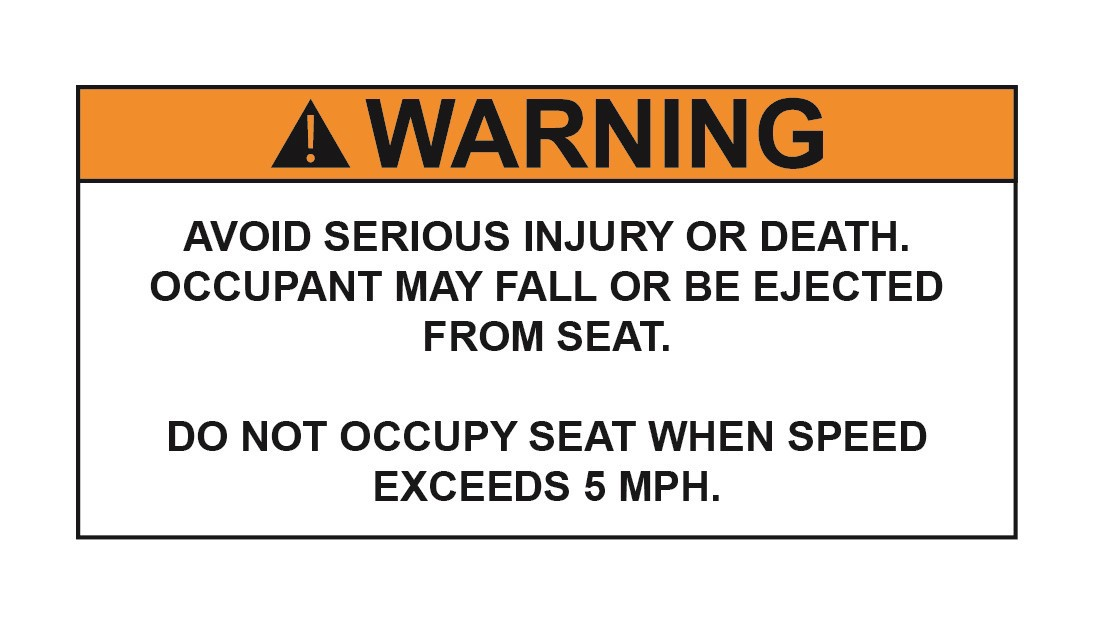 WARNING
AVOID SERIOUS INJURY OR DEATH.
OCCUPANT MAY FALL OR BE EJECTED
FROM SEAT.
DO NOT OCCUPY SEAT WHEN SPEED
EXCEEDS 5 MPH.